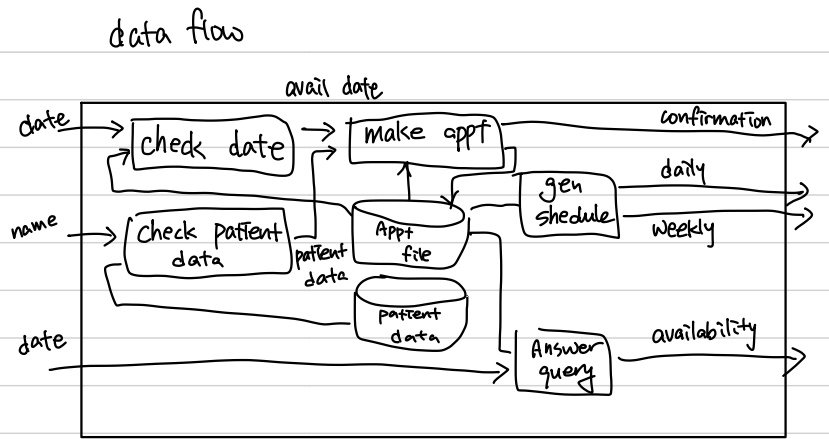 data flow
avail date
date
check date
make appt
confirmation
gen
shedule
daily
weekly
name
check patient
data
patient
data
Appt
file
patient
data
date
Answer
query
availability